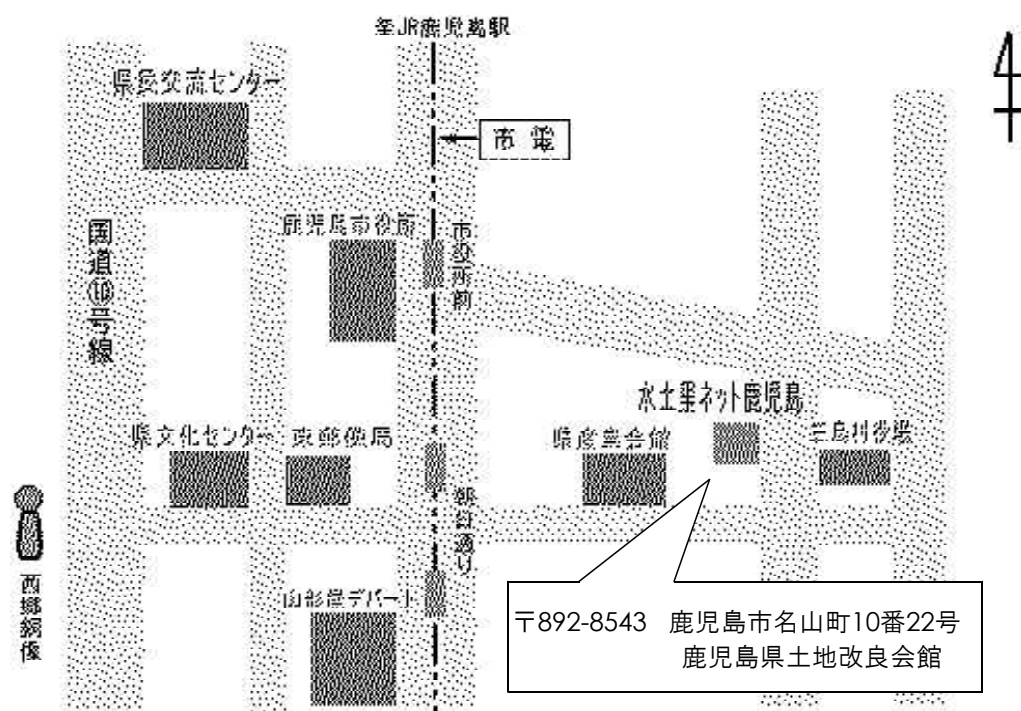 至JR鹿児島駅
県民交流センター
市電
鹿児島市役所
市役所前
国道⑩号線
水土里ネット鹿児島
県文化センター
東郵便局
県産業会館
三島村役場
朝日通り
山形屋デパート
西郷銅像
〒892-8543 鹿児島市名山町10番22号
鹿児島県土地改良会館